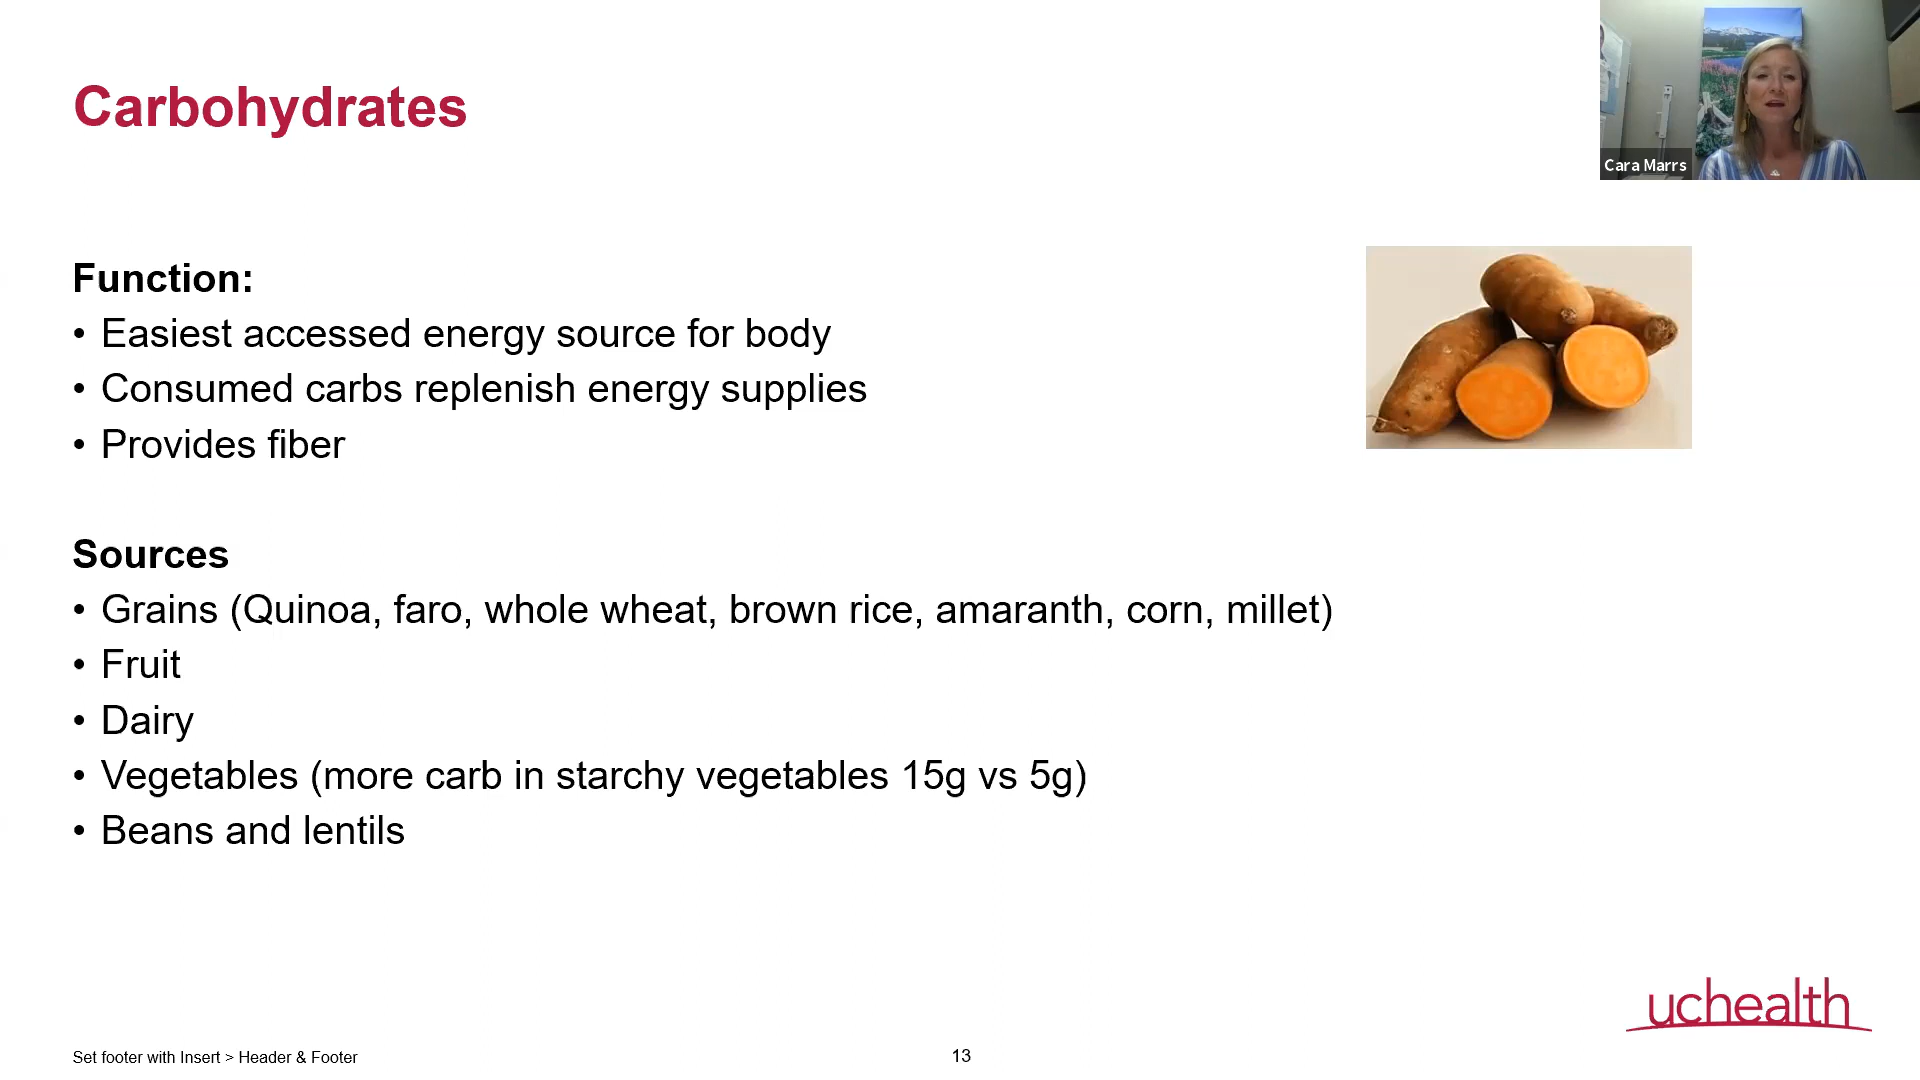 Carbohydrates
Cara Marrs
Function:
• Easiest accessed energy source for body
• Consumed carbs replenish energy supplies
• Provides fiber
Sources
• Grains (Quinoa, faro, whole wheat, brown rice, amaranth, corn, millet)
• Fruit
• Dairy
• Vegetables (more carb in starchy vegetables 15g vs 5g)
• Beans and lentils
uchealth
Set footer with Insert > Header & Footer
13